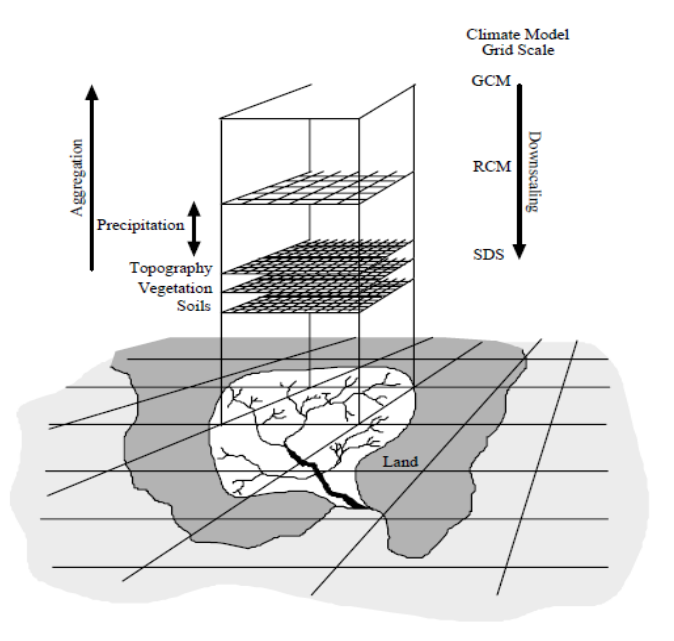 Climate Model
Grid Scale
GCM
Aggregation
Downscaling
RCM
Precipitation
SDS
Topography
Vegetation
Soils
Land